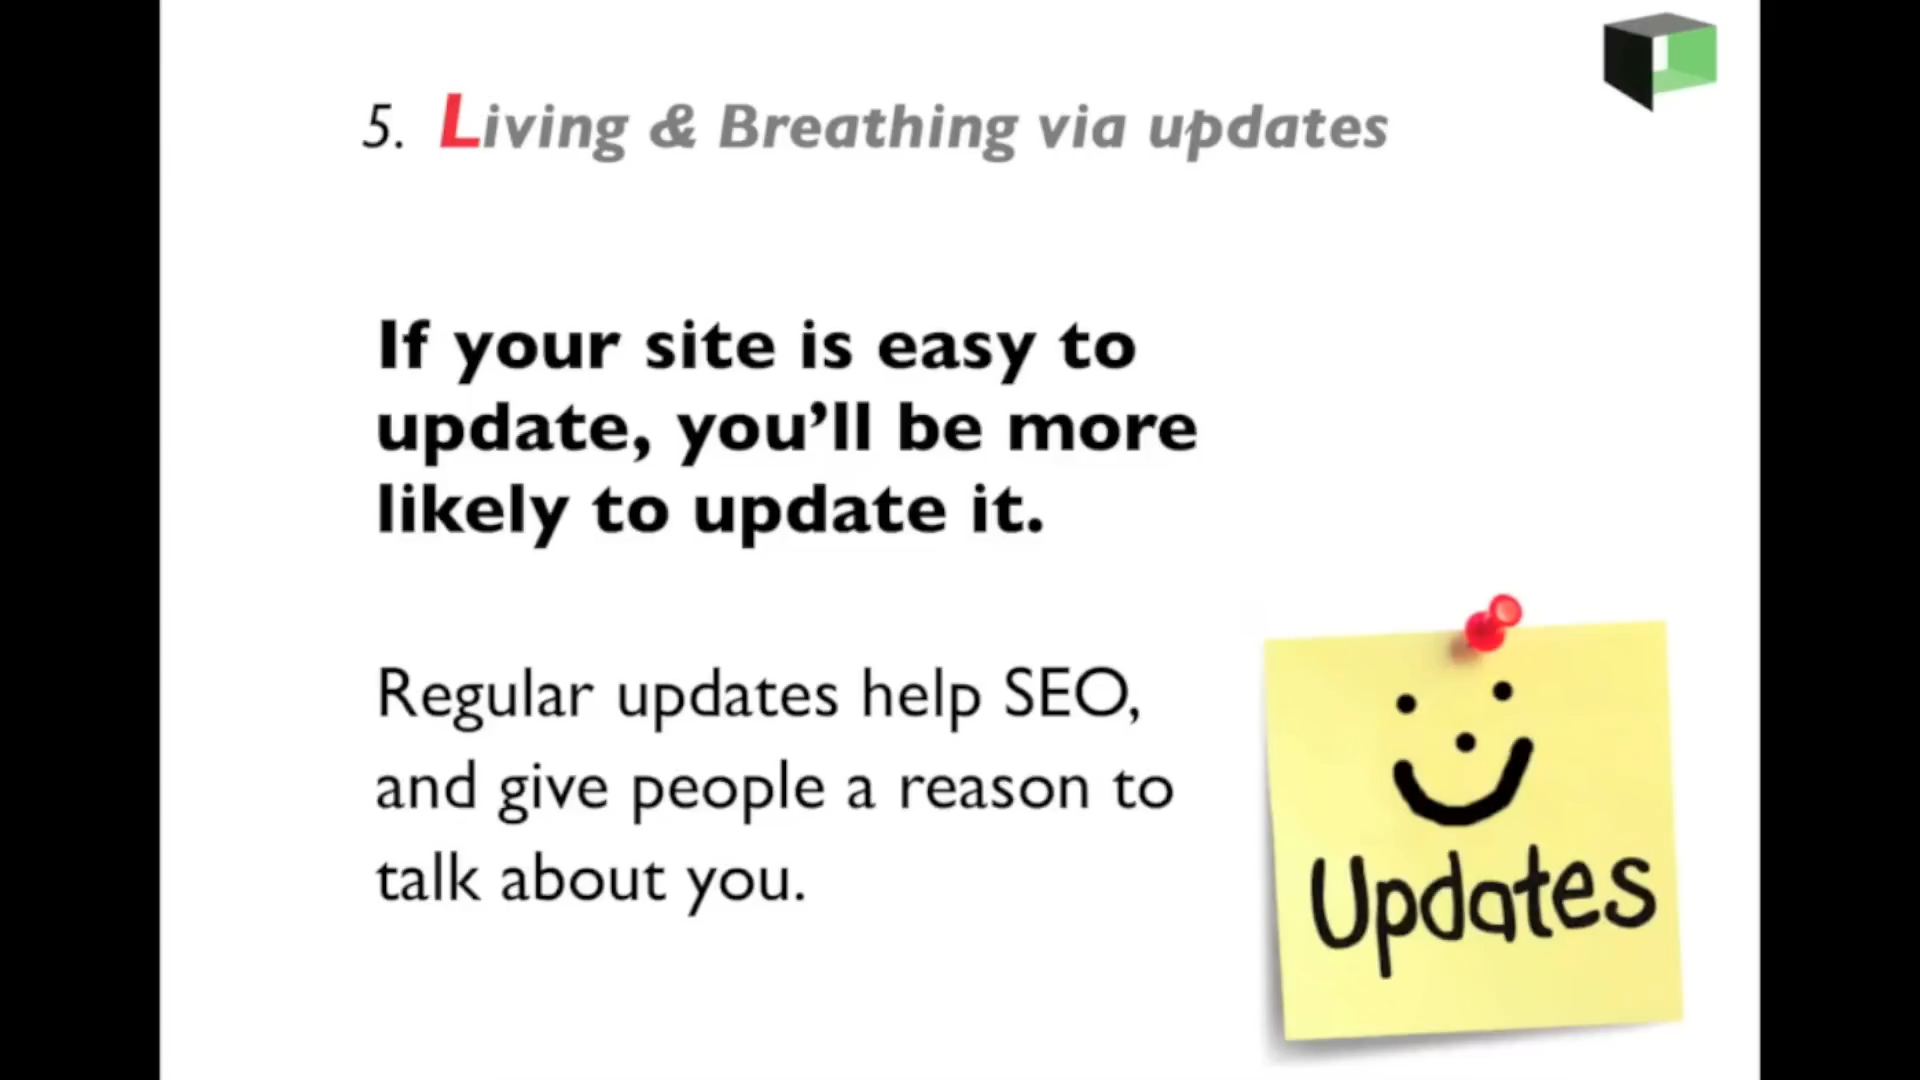 5. Living & Breathing via updates
If your site is easy to
update, you’ll be more
likely to update it.
Regular updates help SEO,
and give people a reason to
talk about you.
Updates